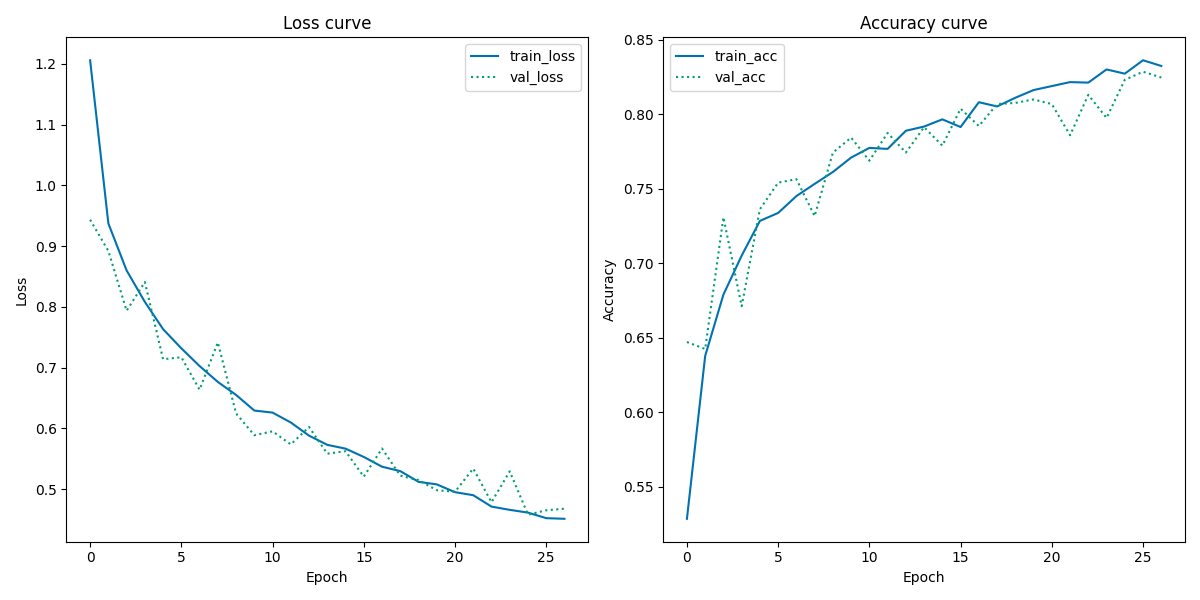 Loss curve
train_loss
val_loss
1.2
1.1
1.0
0.9
0.8
0.7
0.6
0.5
Loss
0 5 10 15 20 25
Epoch
Accuracy curve
train_acc
val_acc
0.85
0.80
0.75
0.70
0.65
0.60
0.55
Accuracy
0 5 10 15 20 25
Epoch